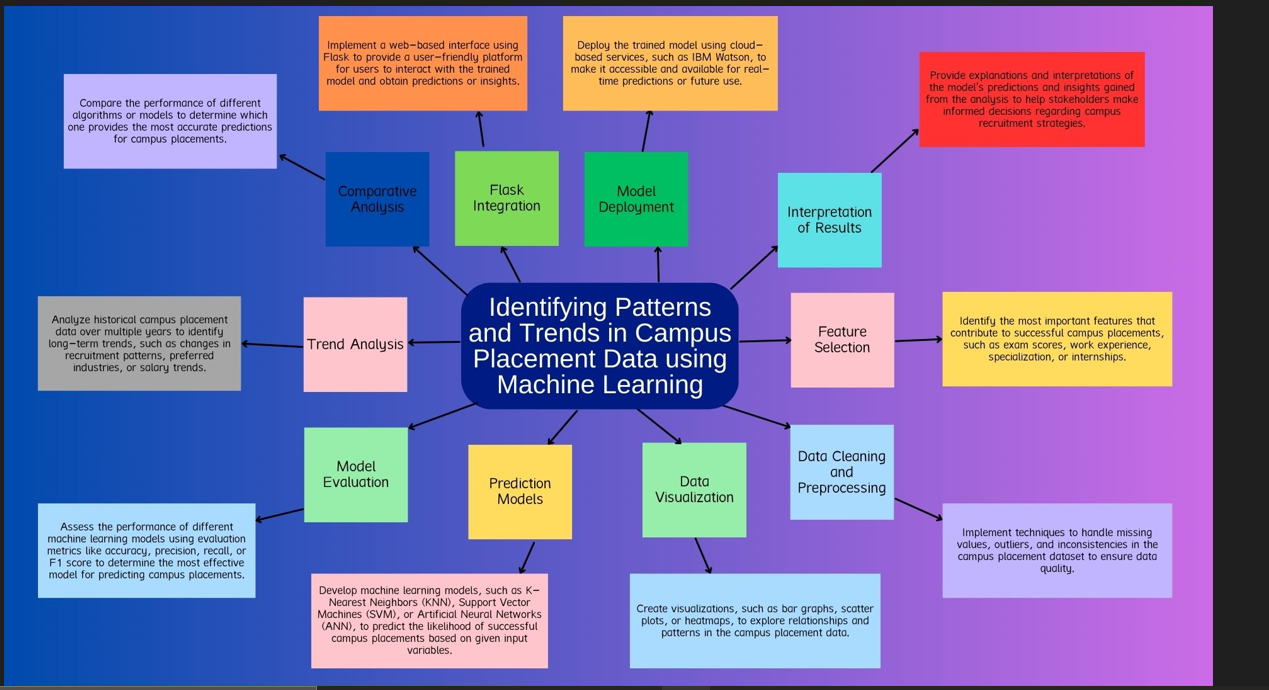 Implement a web-based interface using
Flask to provide a user-friendly platform
for users to interact with the trained
model and obtain predictions or insights.
Deploy the trained model using cloud-
based services, such as IBM Watson, to
make it accessible and available for real-
time predictions or future use.
Provide explanations and interpretations of
the model's predictions and insights gained
from the analysis to help stakeholders make
informed decisions regarding campus
recruitment strategies.
Compare the performance of different
algorithms or models to determine which
one provides the most accurate predictions
for campus placements.
Comparative
Analysis
Flask
Integration
Model
Deployment
Interpretation
of Results
Identifying Patterns
and Trends in Campus
Placement Data using
Machine Learning
Analyze historical campus placement
data over multiple years to identify
long-term trends, such as changes in
recruitment patterns, preferred
industries, or salary trends.
Trend Analysis
Feature
Selection
Identify the most important features that
contribute to successful campus placements,
such as exam scores, work experience,
specialization, or internships.
Model
Evaluation
Prediction
Models
Data
Visualization
Data Cleaning
and
Preprocessing
Assess the performance of different
machine learning models using evaluation
metrics like accuracy, precision, recall, or
F1 score to determine the most effective
model for predicting campus placements.
Implement techniques to handle missing
values, outliers, and inconsistencies in the
campus placement dataset to ensure data
quality.
Develop machine learning models, such as K-
Nearest Neighbors (KNN), Support Vector
Machines (SVM), or Artificial Neural Networks
(ANN), to predict the likelihood of successful
campus placements based on given input
variables.
Create visualizations, such as bar graphs, scatter
plots, or heatmaps, to explore relationships and
patterns in the campus placement data.